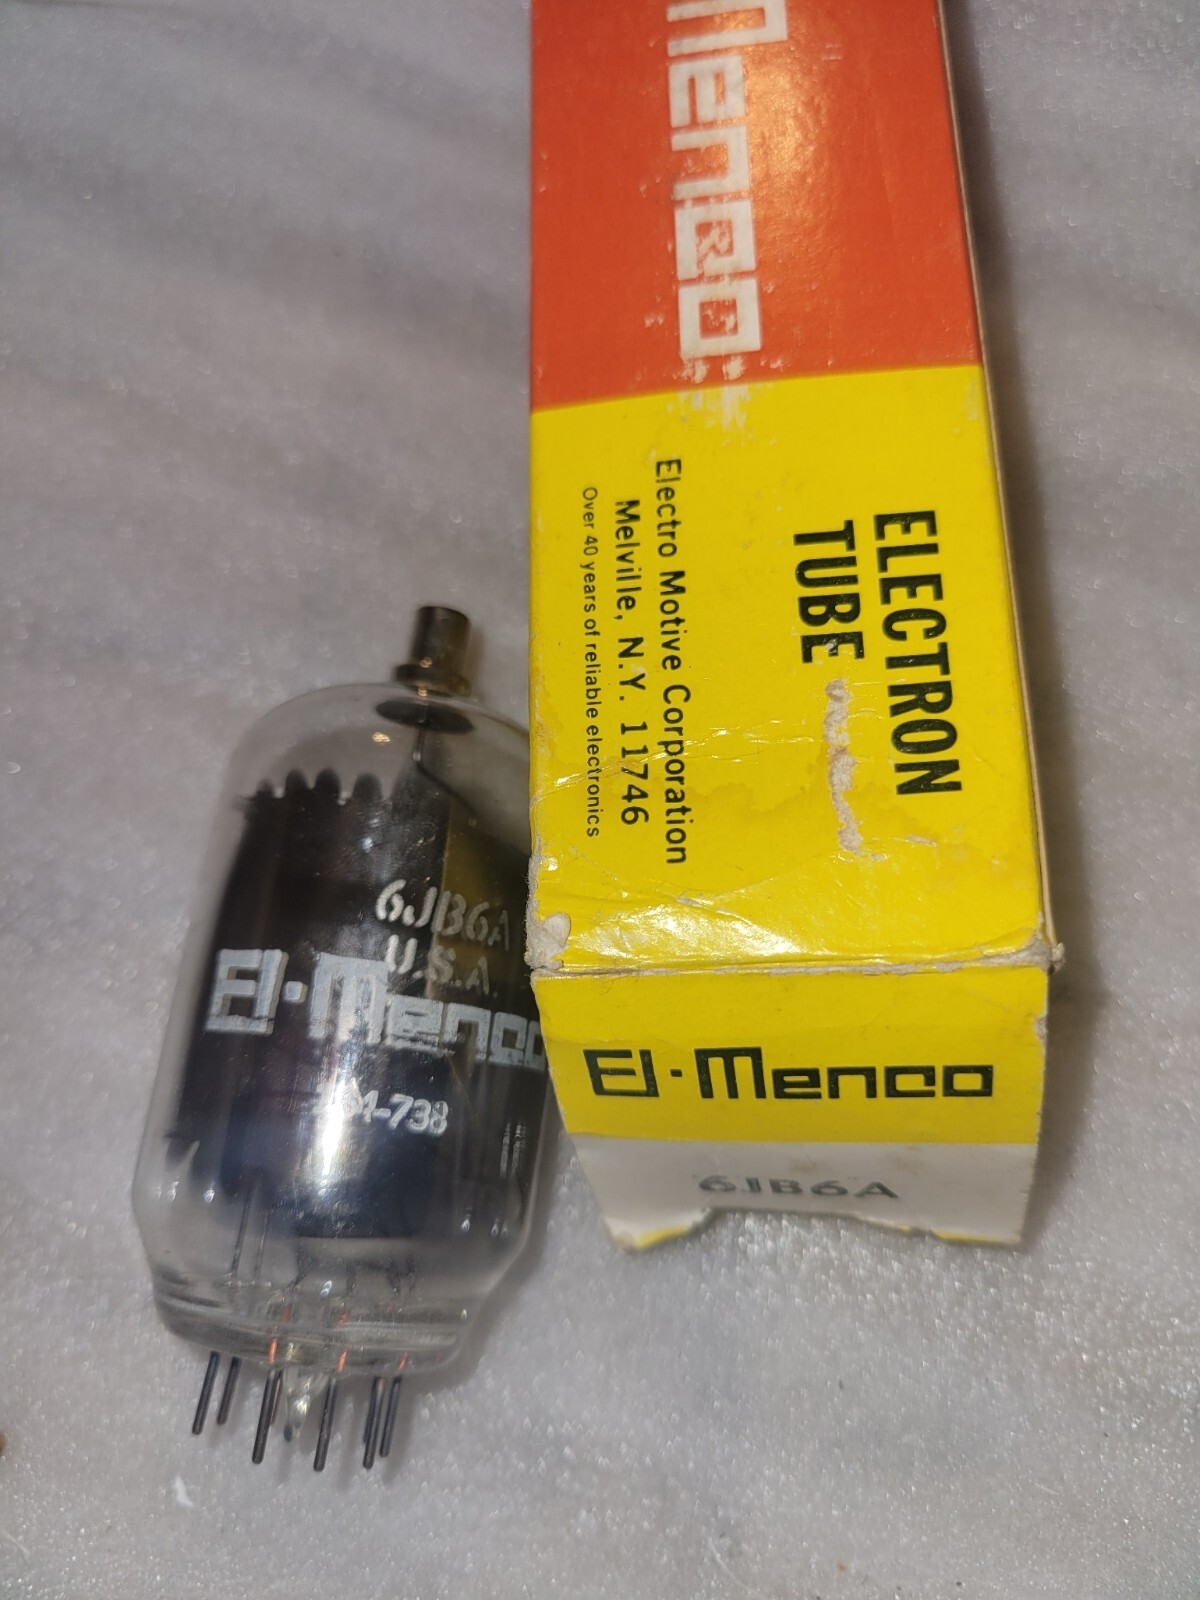 menco
ELECTRON
TUBE
Electro Motive Corporation
Melville, N.Y. 11746
Over 40 years of reliable electronics
El-Menco
6JB6A
6JB6A
U.S.A.
El-Menco